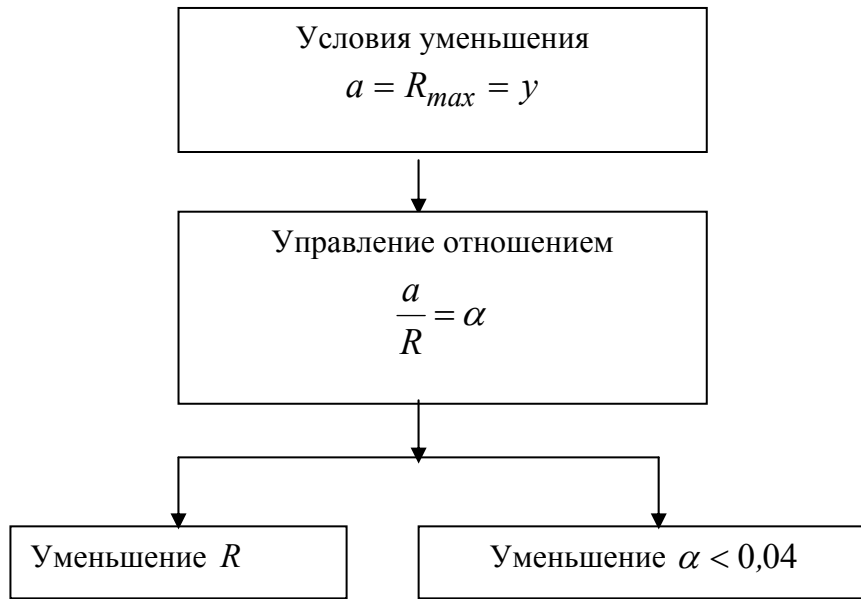 Условия уменьшения
a = R_max = y
Управление отношением
a/R = α
Уменьшение R
Уменьшение α < 0,04